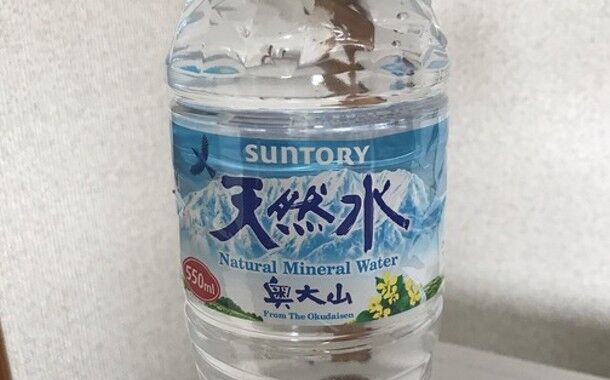 SUNTORY
天然水
Natural Mineral Water
550ml
奥大山
From The Okudaisen